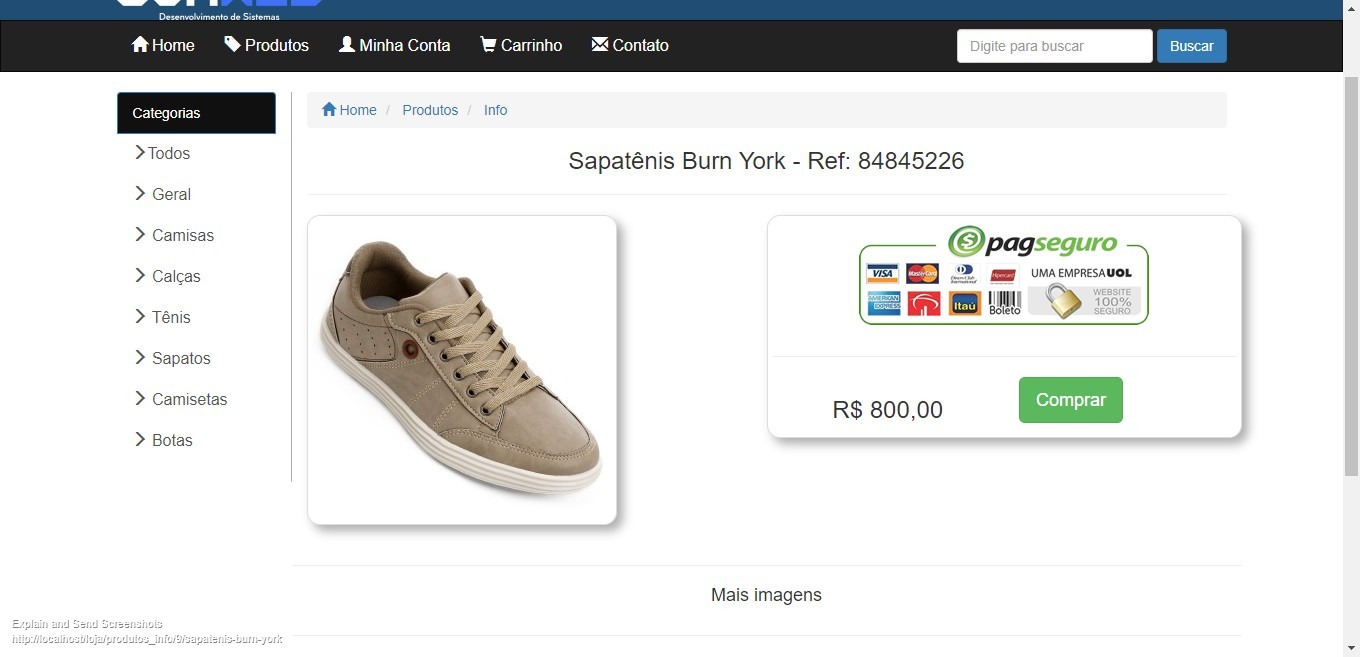 Desenvolvimento de Sistemas
Home Produtos Minha Conta Carrinho Contato Digite para buscar Buscar
Categorias
Todos
Geral
Camisas
Calças
Tênis
Sapatos
Camisetas
Botas
Home / Produtos / Info
Sapatênis Burn York - Ref: 84845226
pagseguro
UMA EMPRESA UOL
VISA MasterCard Diners Club International Hipercard
AMERICAN EXPRESS Itaú Boleto
WEBSITE
100%
SEGURO
R$ 800,00
Comprar
Mais imagens
Explain and Send Screenshots
http://localhost/loja/produtos_info/9/sapatenis-burn-york